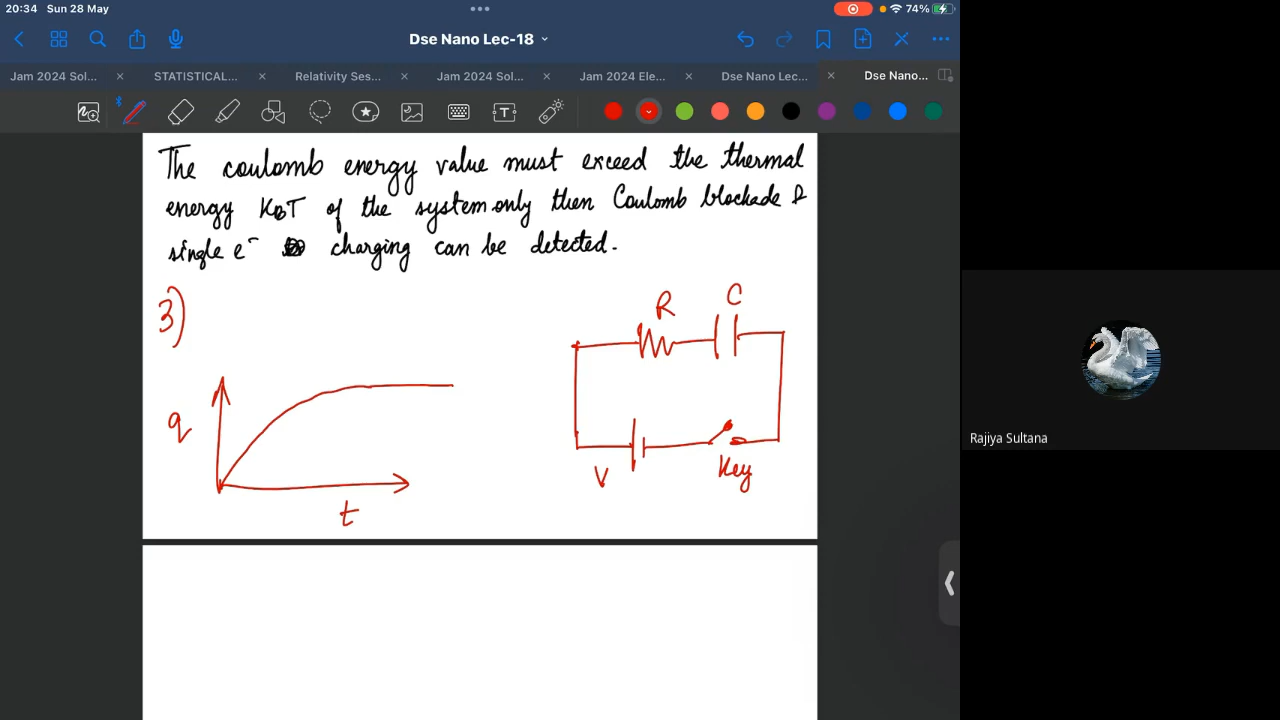 20:34 Sun 28 May
74%
Dse Nano Lec-18
Jam 2024 Sol...
STATISTICAL...
Relativity Ses...
Jam 2024 Sol...
Jam 2024 Ele...
Dse Nano Lec...
Dse Nano...
The coulomb energy value must exceed the thermal
energy KBT of the system only then Coulomb blockade &
single e⁻ charging can be detected.
3)
R
C
q
t
V
Key
Rajiya Sultana